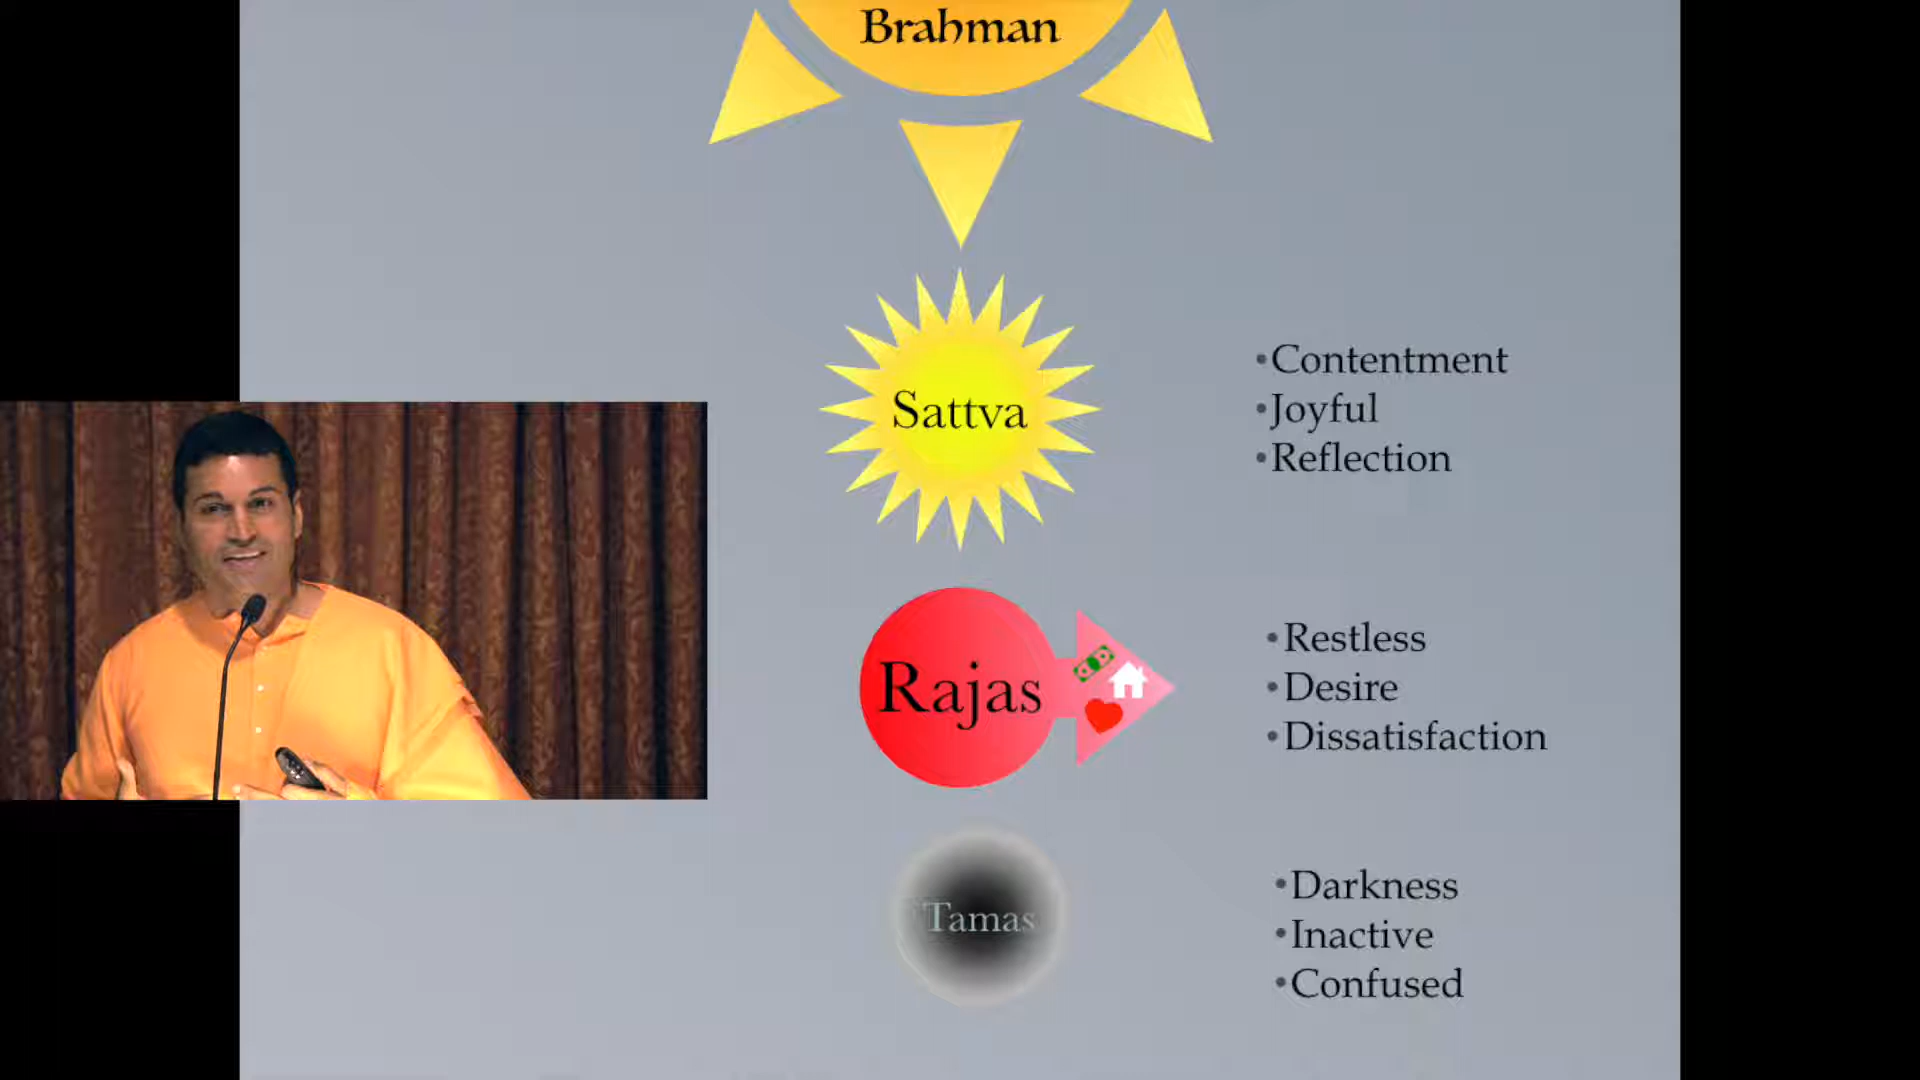 Brahman
Sattva
•Contentment
•Joyful
•Reflection
Rajas
•Restless
•Desire
•Dissatisfaction
Tamas
•Darkness
•Inactive
•Confused